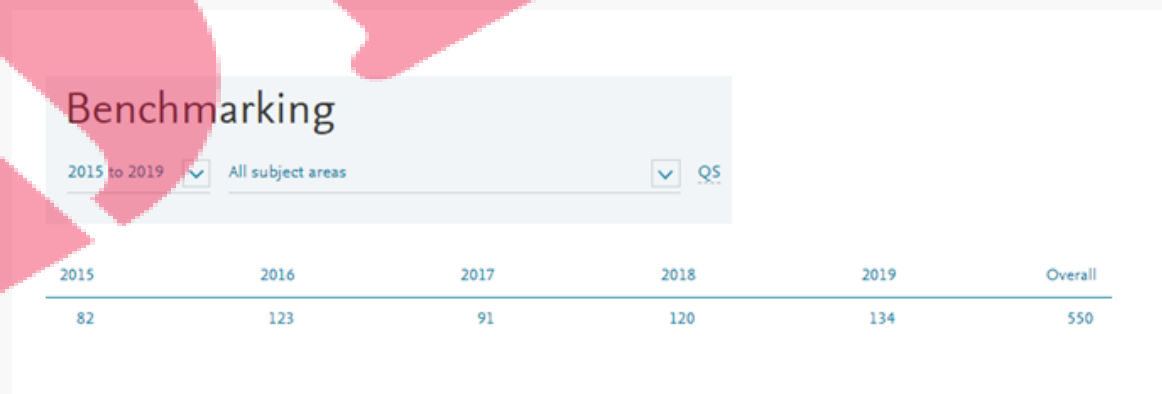 Benchmarking
2015 to 2019 All subject areas QS
2015 2016 2017 2018 2019 Overall
82 123 91 120 134 550